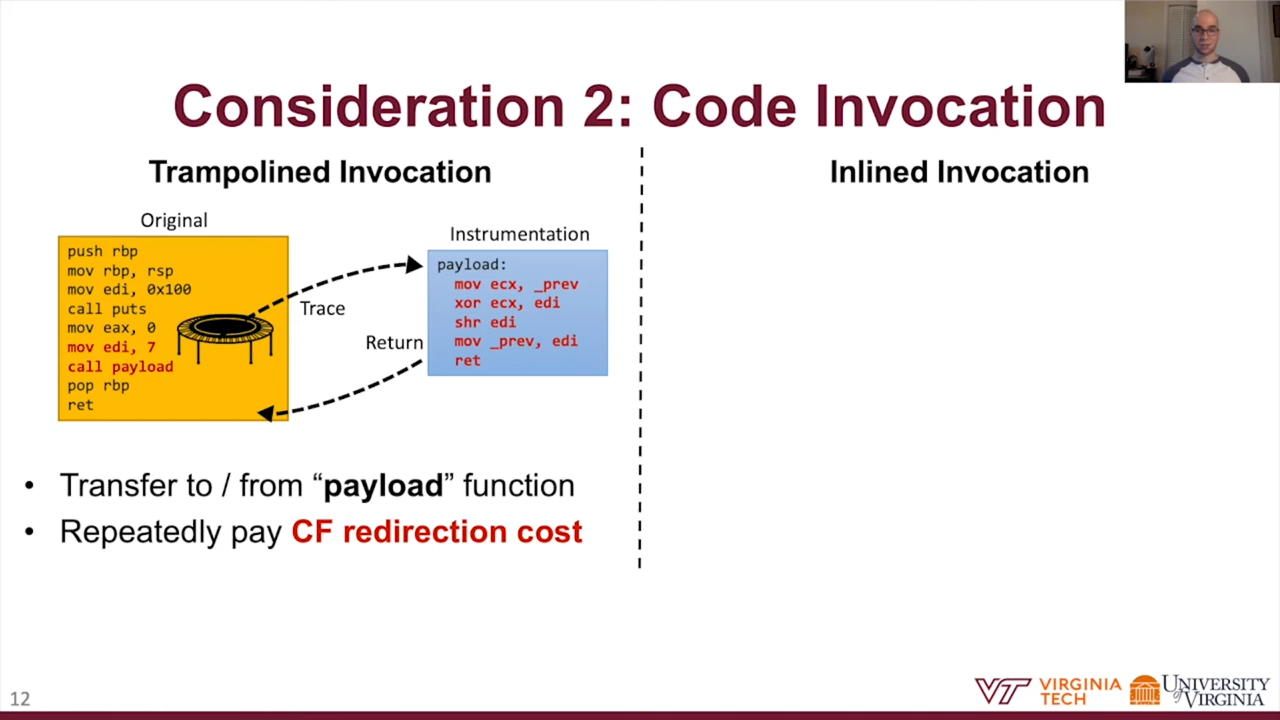 Consideration 2: Code Invocation
Trampolined Invocation
Original
push rbp
mov rbp, rsp
mov edi, 0x100
call puts
mov eax, 0
mov edi, 7
call payload
pop rbp
ret
Trace
Return
Instrumentation
payload:
mov ecx, _prev
xor ecx, edi
shr edi
mov _prev, edi
ret
• Transfer to / from “payload” function
• Repeatedly pay CF redirection cost
Inlined Invocation
12
VT VIRGINIA
TECH
UNIVERSITY
of VIRGINIA